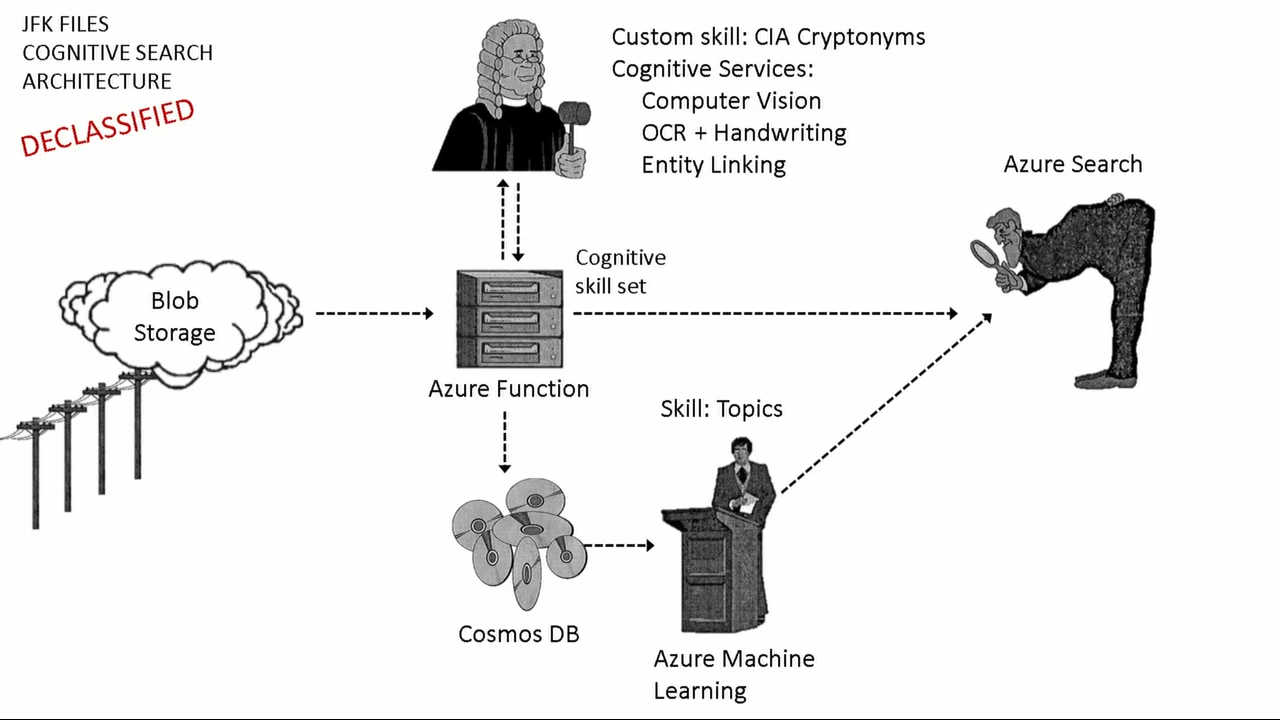 JFK FILES
COGNITIVE SEARCH
ARCHITECTURE
DECLASSIFIED
Custom skill: CIA Cryptonyms
Cognitive Services:
Computer Vision
OCR + Handwriting
Entity Linking
Azure Search
Cognitive
skill set
Blob
Storage
Azure Function
Skill: Topics
Cosmos DB
Azure Machine
Learning